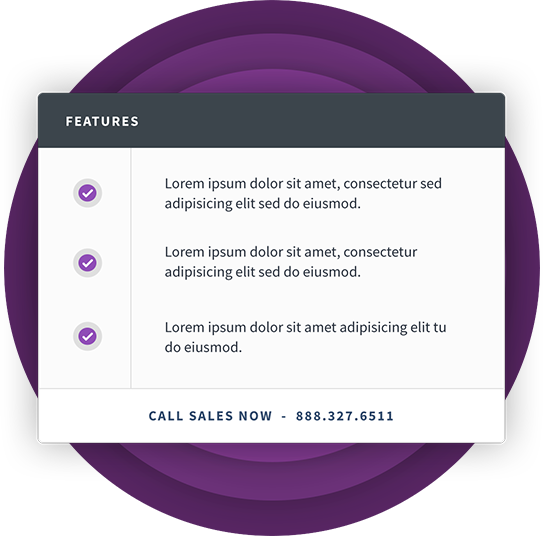 FEATURES
Lorem ipsum dolor sit amet, consectetur sed
adipisicing elit sed do eiusmod.
Lorem ipsum dolor sit amet, consectetur
adipisicing elit sed do eiusmod.
Lorem ipsum dolor sit amet adipisicing elit tu
do eiusmod.
CALL SALES NOW - 888.327.6511